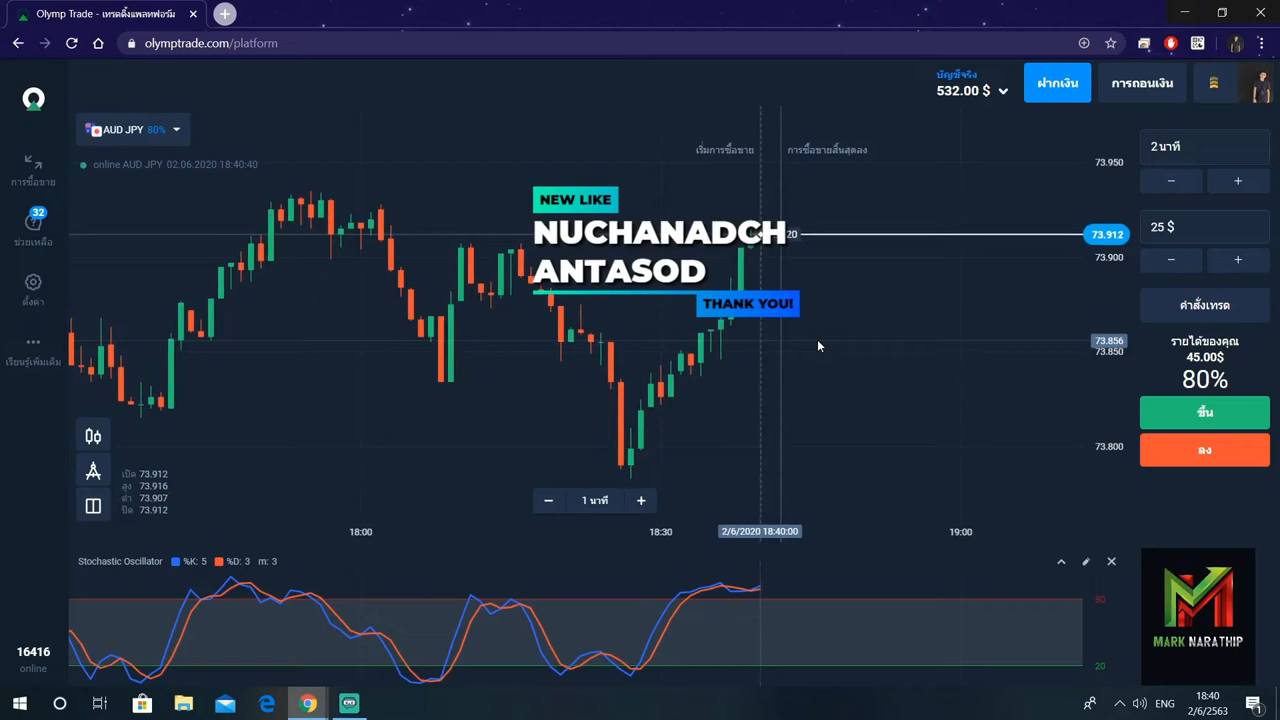 Olymp Trade - เทรดดิ้งแพลทฟอร์ม
olymptrade.com/platform
บัญชีจริง
532.00 $
ฝากเงิน
การถอนเงิน
AUD JPY 80%
online AUD JPY 02.06.2020 18:40:40
เริ่มการซื้อขาย
การซื้อขายสิ้นสุดลง
การซื้อขาย
32
ช่วยเหลือ
ตั้งค่า
เรียนรู้เพิ่มเติม
NEW LIKE
NUCHANADCH
ANTASOD
THANK YOU!
20
73.950
73.912
73.900
73.856
73.850
73.800
2 นาที
− +
25 $
− +
คำสั่งเทรด
รายได้ของคุณ
45.00$
80%
ขึ้น
ลง
เปิด 73.912
สูง 73.916
ต่ำ 73.907
ปิด 73.912
− 1 นาที +
18:00
18:30
2/6/2020 18:40:00
19:00
Stochastic Oscillator %K: 5 %D: 3 m: 3
80
20
MARK NARATHIP
16416
online
ENG
18:40
2/6/2563
1